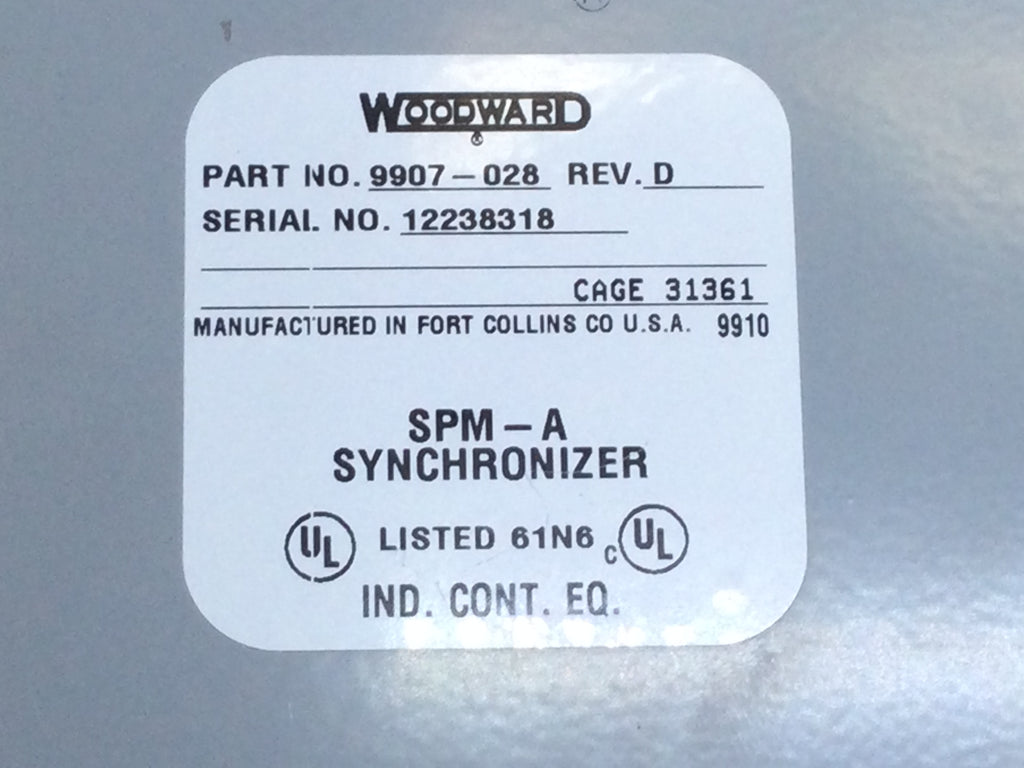 WOODWARD
PART NO. 9907-028 REV. D
SERIAL NO. 12238318
CAGE 31361
MANUFACTURED IN FORT COLLINS CO U.S.A. 9910
SPM-A
SYNCHRONIZER
UL LISTED 61N6 C UL
IND. CONT. EQ.